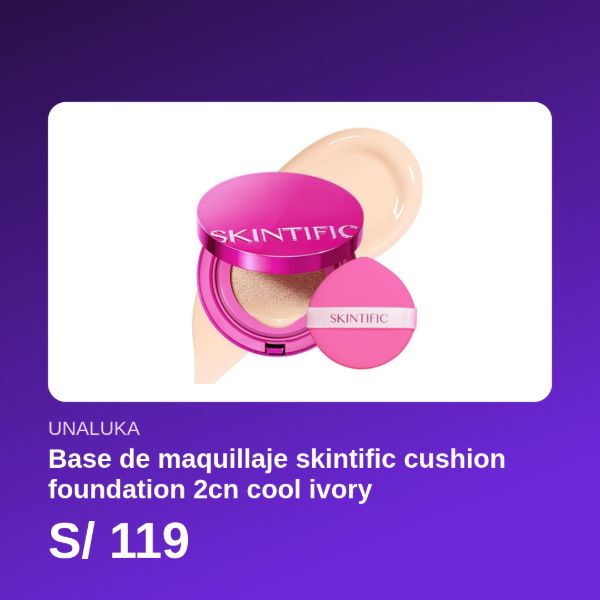 SKINTIFIC
SKINTIFIC
UNALUKA
Base de maquillaje skintific cushion
foundation 2cn cool ivory
S/ 119